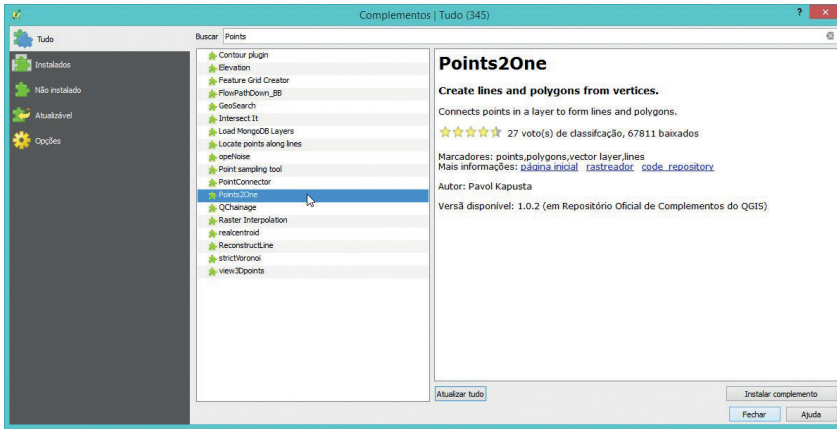 Complementos | Tudo (345)
?
Tudo
Instalados
Não instalado
Atualizável
Opções
Buscar Points
Contour plugin
Elevation
Feature Grid Creator
FlowPathDown_BB
GeoSearch
Intersect It
Load MongoDB Layers
Locate points along lines
opeNoise
Point sampling tool
PointConnector
Points2One
QChainage
Raster Interpolation
realcentroid
ReconstructLine
strictVoronoi
view3Dpoints
Points2One
Create lines and polygons from vertices.
Connects points in a layer to form lines and polygons.
27 voto(s) de classifcação, 67811 baixados
Marcadores: points,polygons,vector layer,lines
Mais informações: página inicial rastreador code repository
Autor: Pavol Kapusta
Versã disponível: 1.0.2 (em Repositório Oficial de Complementos do QGIS)
Atualizar tudo
Instalar complemento
Fechar
Ajuda